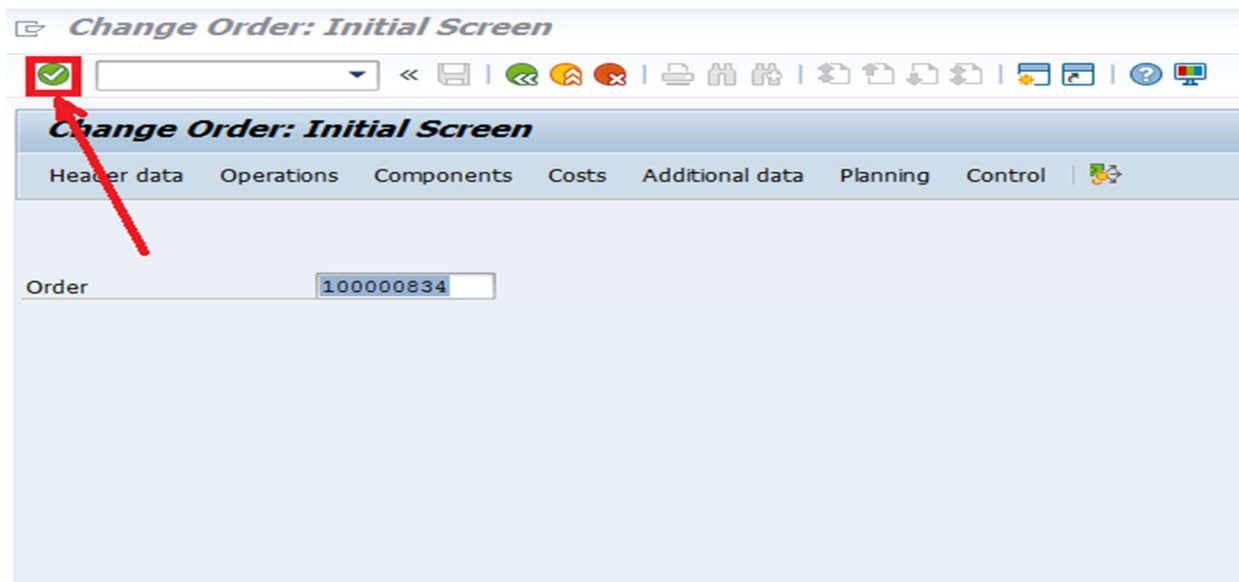 Change Order: Initial Screen
Change Order: Initial Screen
Header data Operations Components Costs Additional data Planning Control
Order 100000834